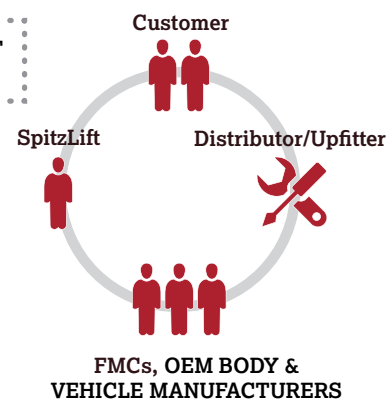 Customer
SpitzLift
Distributor/Upfitter
FMCs, OEM BODY &
VEHICLE MANUFACTURERS